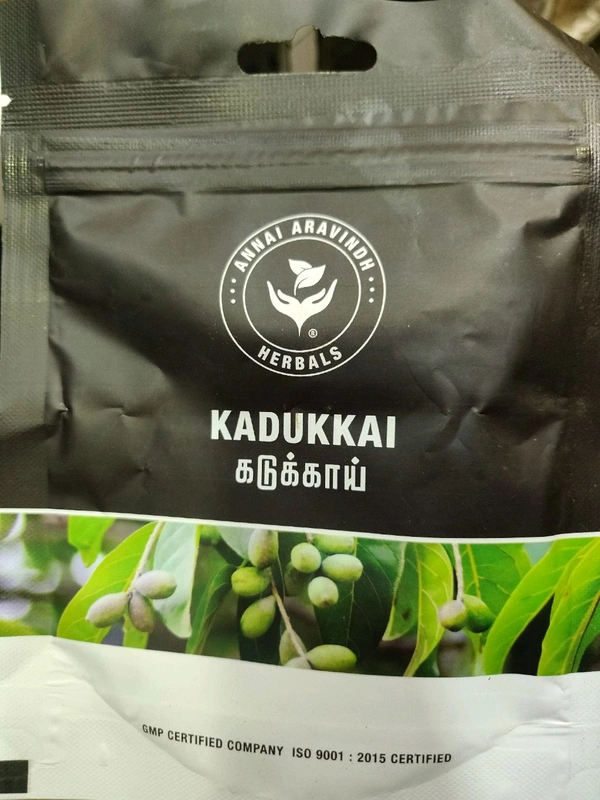 ANNAI ARAVINDH
HERBALS
®
KADUKKAI
கடுக்காய்
GMP CERTIFIED COMPANY ISO 9001 : 2015 CERTIFIED